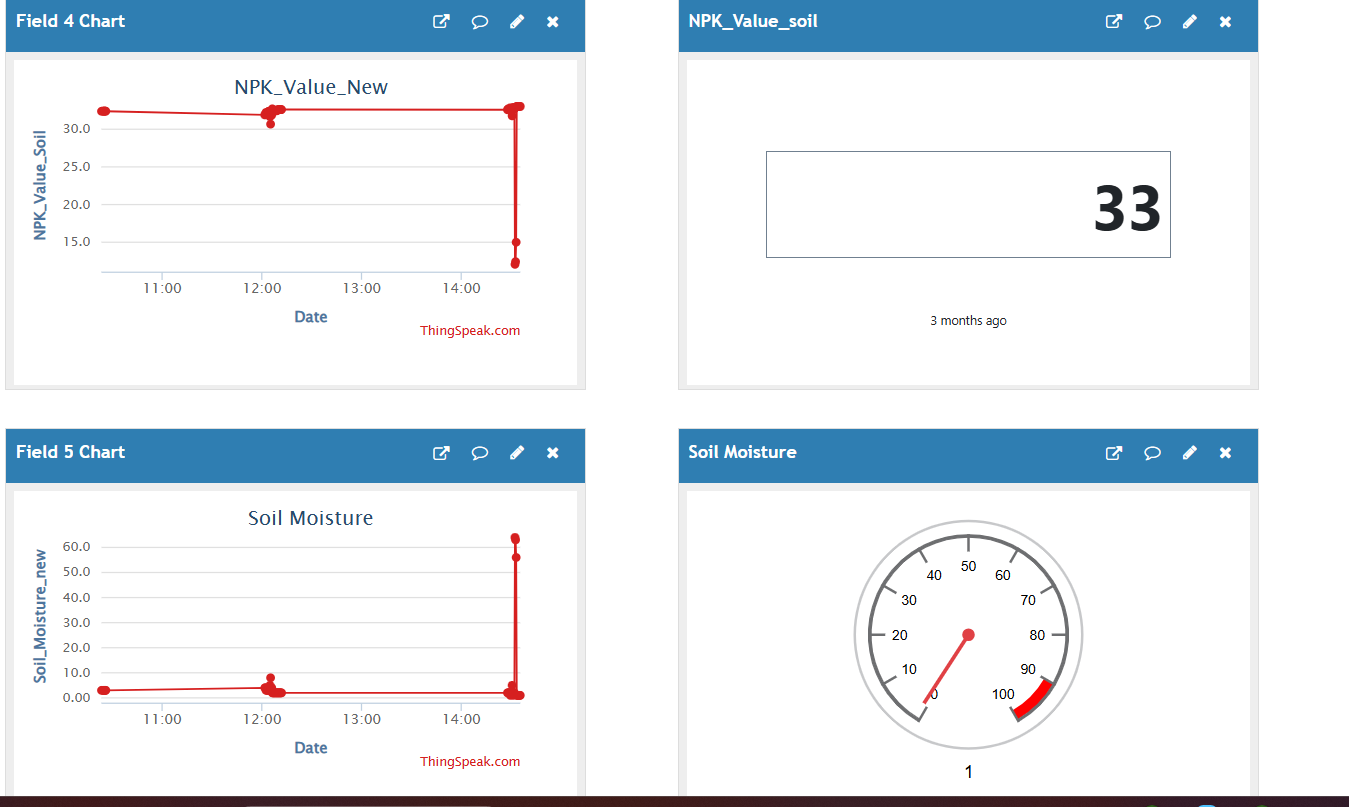 Field 4 Chart
NPK_Value_New
NPK_Value_Soil
30.0
25.0
20.0
15.0
11:00 12:00 13:00 14:00
Date
ThingSpeak.com
NPK_Value_soil
33
3 months ago
Field 5 Chart
Soil Moisture
Soil_Moisture_new
60.0
50.0
40.0
30.0
20.0
10.0
0.00
11:00 12:00 13:00 14:00
Date
ThingSpeak.com
Soil Moisture
0
10
20
30
40
50
60
70
80
90
100
1